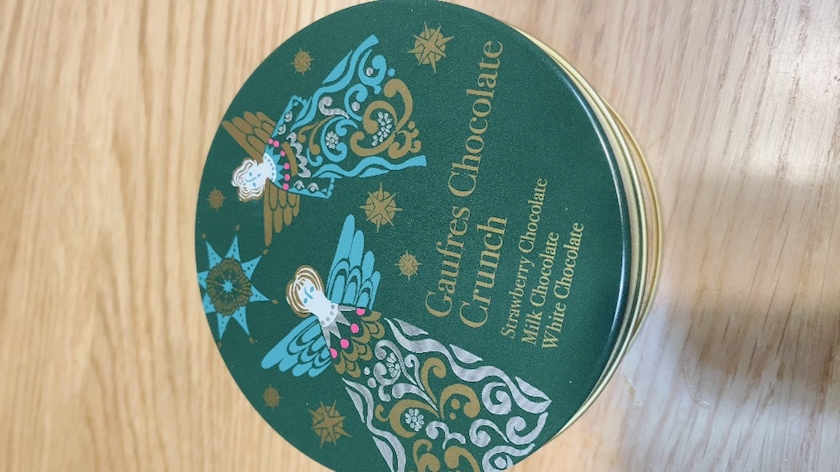 Gaufres Chocolate
Crunch
Strawberry Chocolate
Milk Chocolate
White Chocolate